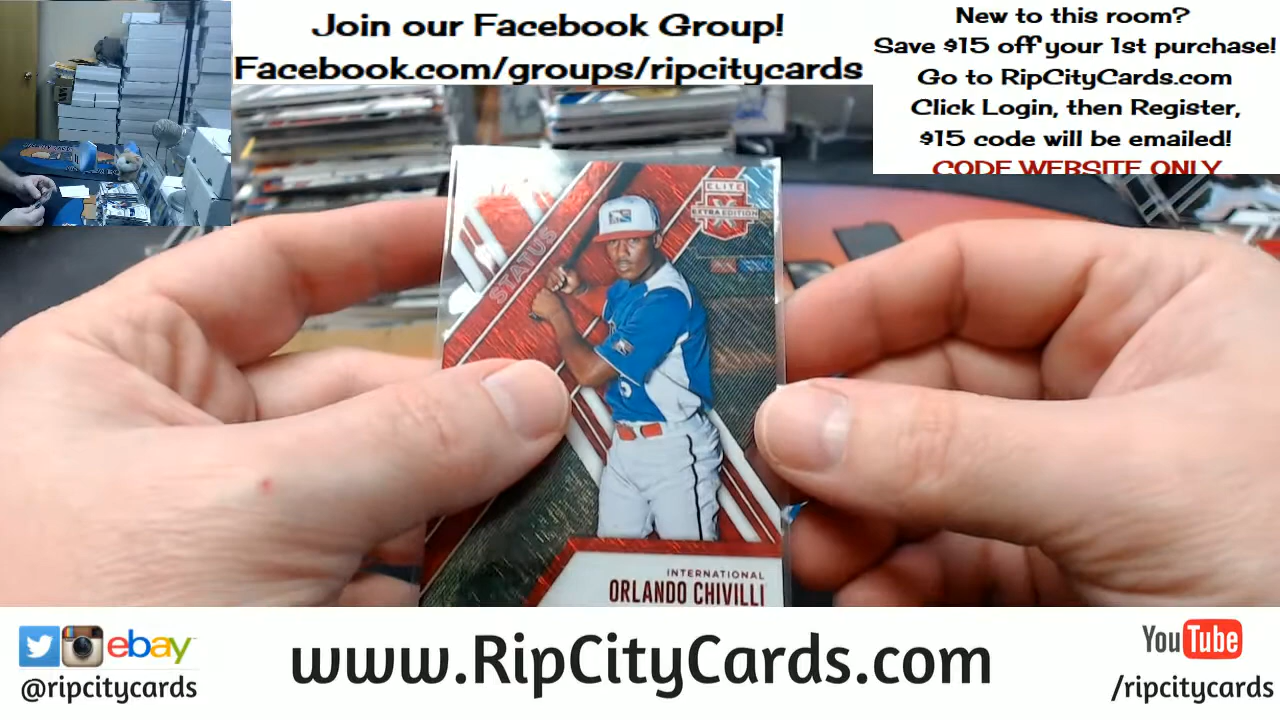 Join our Facebook Group!
Facebook.com/groups/ripcitycards
New to this room?
Save $15 off your 1st purchase!
Go to RipCityCards.com
Click Login, then Register,
$15 code will be emailed!
CODE WEBSITE ONLY
STATUS
ELITE
EXTRA EDITION
INTERNATIONAL
ORLANDO CHIVILLI
ebay
@ripcitycards
www.RipCityCards.com
YouTube
/ripcitycards